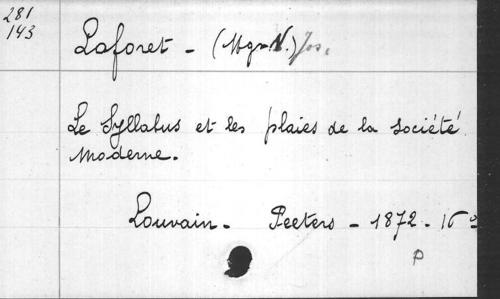 281
143
Laforet - (Mgr N.) Jos.
Le Syllabus et les plaies de la société
moderne.
Louvain - Peeters - 1872 - 16°
P